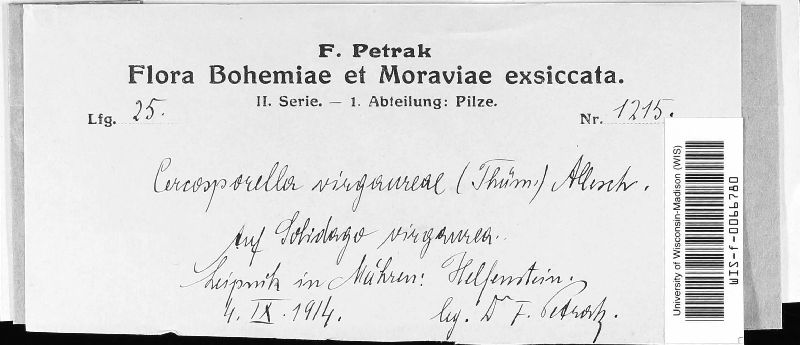 F. Petrak
Flora Bohemiae et Moraviae exsiccata.
II. Serie. — 1. Abteilung: Pilze.
Lfg. 25.
Nr. 1215.
Cercosporella virgaureae (Thüm.) Allesch.
Auf Solidago virgaurea.
Leipnik in Mähren: Helfenstein.
4. IX. 1914.
leg. Dr F. Petrak.
University of Wisconsin-Madison (WIS)
WIS-f-0066780